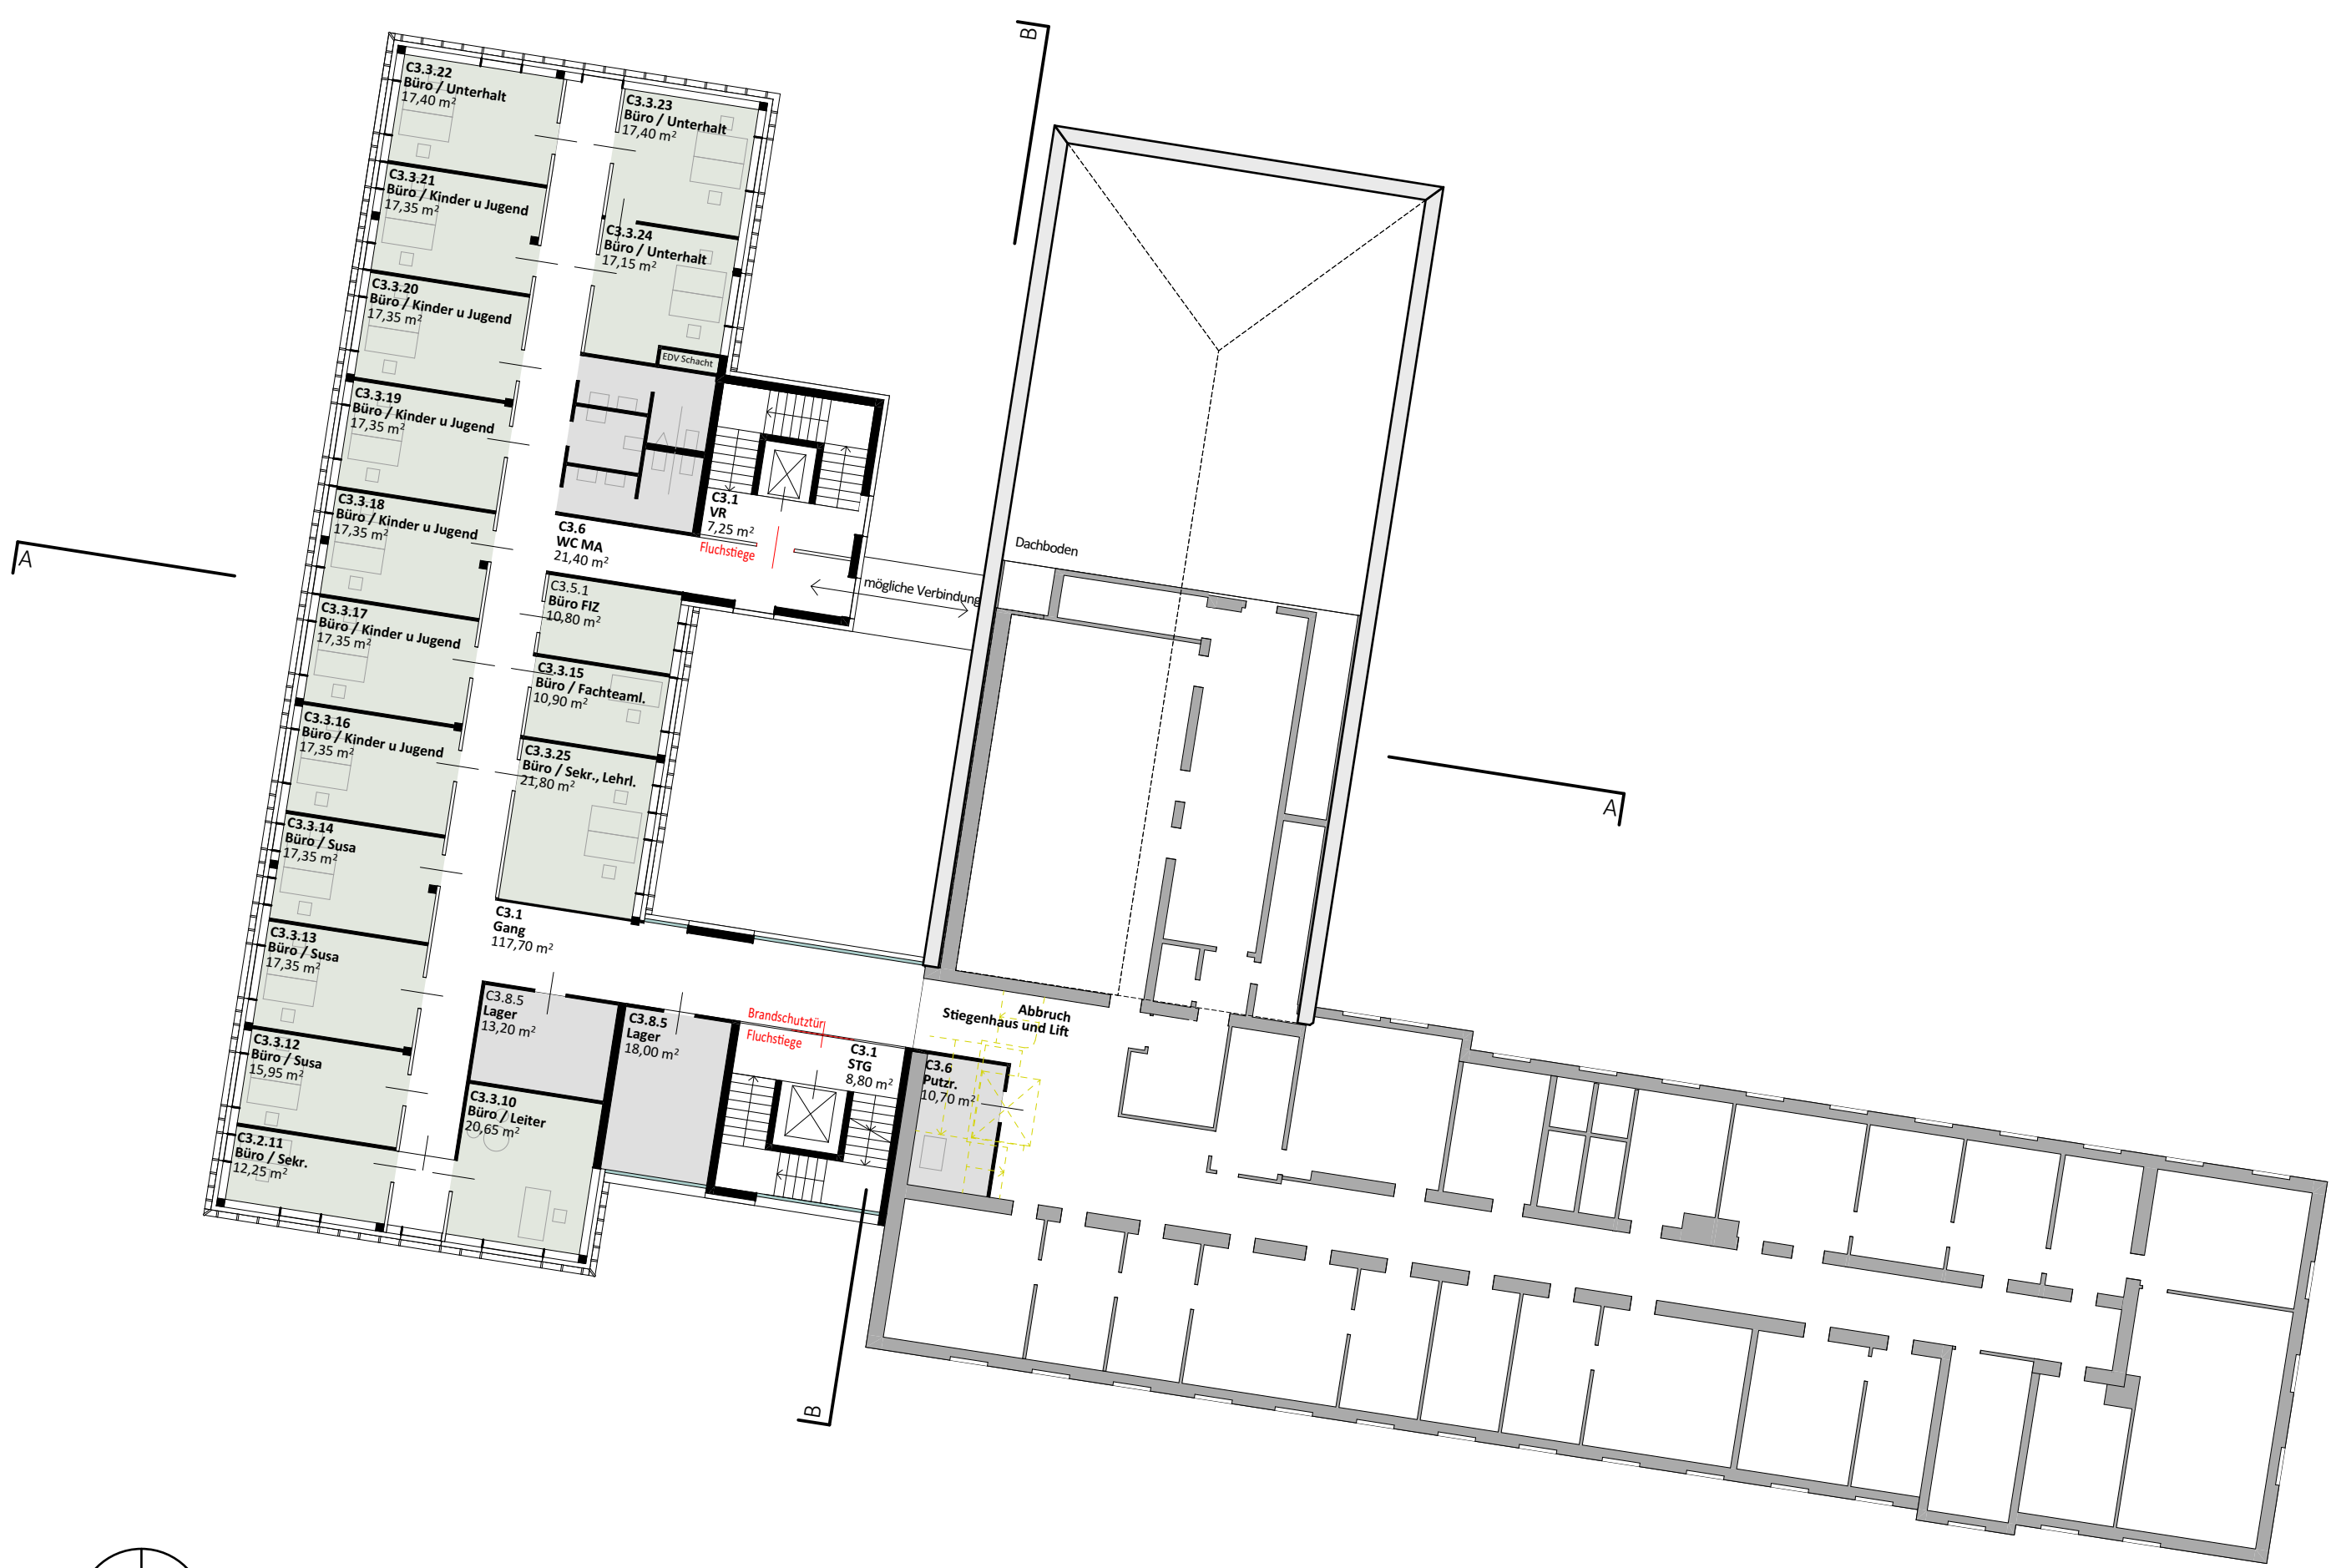 B
C3.3.22
Büro / Unterhalt
17,40 m²
C3.3.23
Büro / Unterhalt
17,40 m²
C3.3.21
Büro / Kinder u Jugend
17,35 m²
C3.3.24
Büro / Unterhalt
17,15 m²
C3.3.20
Büro / Kinder u Jugend
17,35 m²
EDV Schacht
C3.3.19
Büro / Kinder u Jugend
17,35 m²
C3.3.18
Büro / Kinder u Jugend
17,35 m²
C3.1
VR
7,25 m²
Fluchstiege
C3.6
WC MA
21,40 m²
Dachboden
A
mögliche Verbindung
C3.5.1
Büro FIZ
10,80 m²
C3.3.17
Büro / Kinder u Jugend
17,35 m²
C3.3.15
Büro / Fachteaml.
10,90 m²
C3.3.16
Büro / Kinder u Jugend
17,35 m²
C3.3.25
Büro / Sekr., Lehrl.
21,80 m²
A
C3.3.14
Büro / Susa
17,35 m²
C3.1
Gang
117,70 m²
C3.3.13
Büro / Susa
17,35 m²
C3.8.5
Lager
13,20 m²
C3.8.5
Lager
18,00 m²
Brandschutztür
Fluchstiege
Abbruch
Stiegenhaus und Lift
C3.1
STG
8,80 m²
C3.6
Putzr.
10,70 m²
C3.3.12
Büro / Susa
15,95 m²
C3.3.10
Büro / Leiter
20,65 m²
C3.2.11
Büro / Sekr.
12,25 m²
B